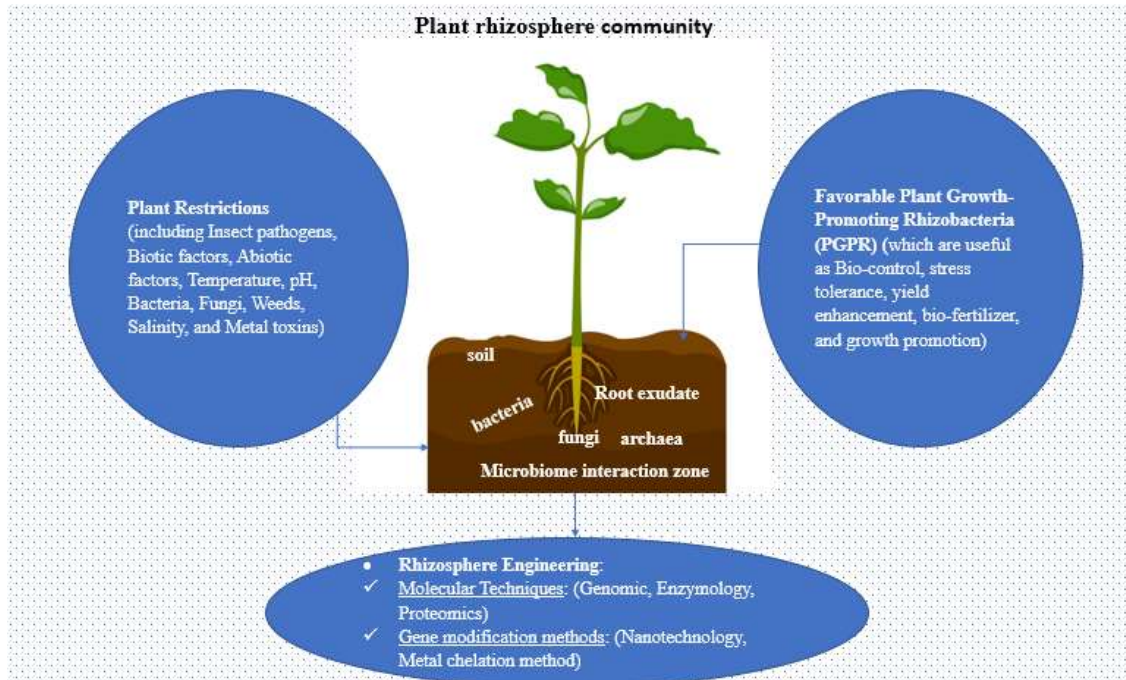 Plant rhizosphere community
Plant Restrictions
(including Insect pathogens,
Biotic factors, Abiotic
factors, Temperature, pH,
Bacteria, Fungi, Weeds,
Salinity, and Metal toxins)
Favorable Plant Growth-
Promoting Rhizobacteria
(PGPR) (which are useful
as Bio-control, stress
tolerance, yield
enhancement, bio-fertilizer,
and growth promotion)
soil
bacteria
Root exudate
fungi
archaea
Microbiome interaction zone
• Rhizosphere Engineering:
✓ Molecular Techniques: (Genomic, Enzymology,
Proteomics)
✓ Gene modification methods: (Nanotechnology,
Metal chelation method)